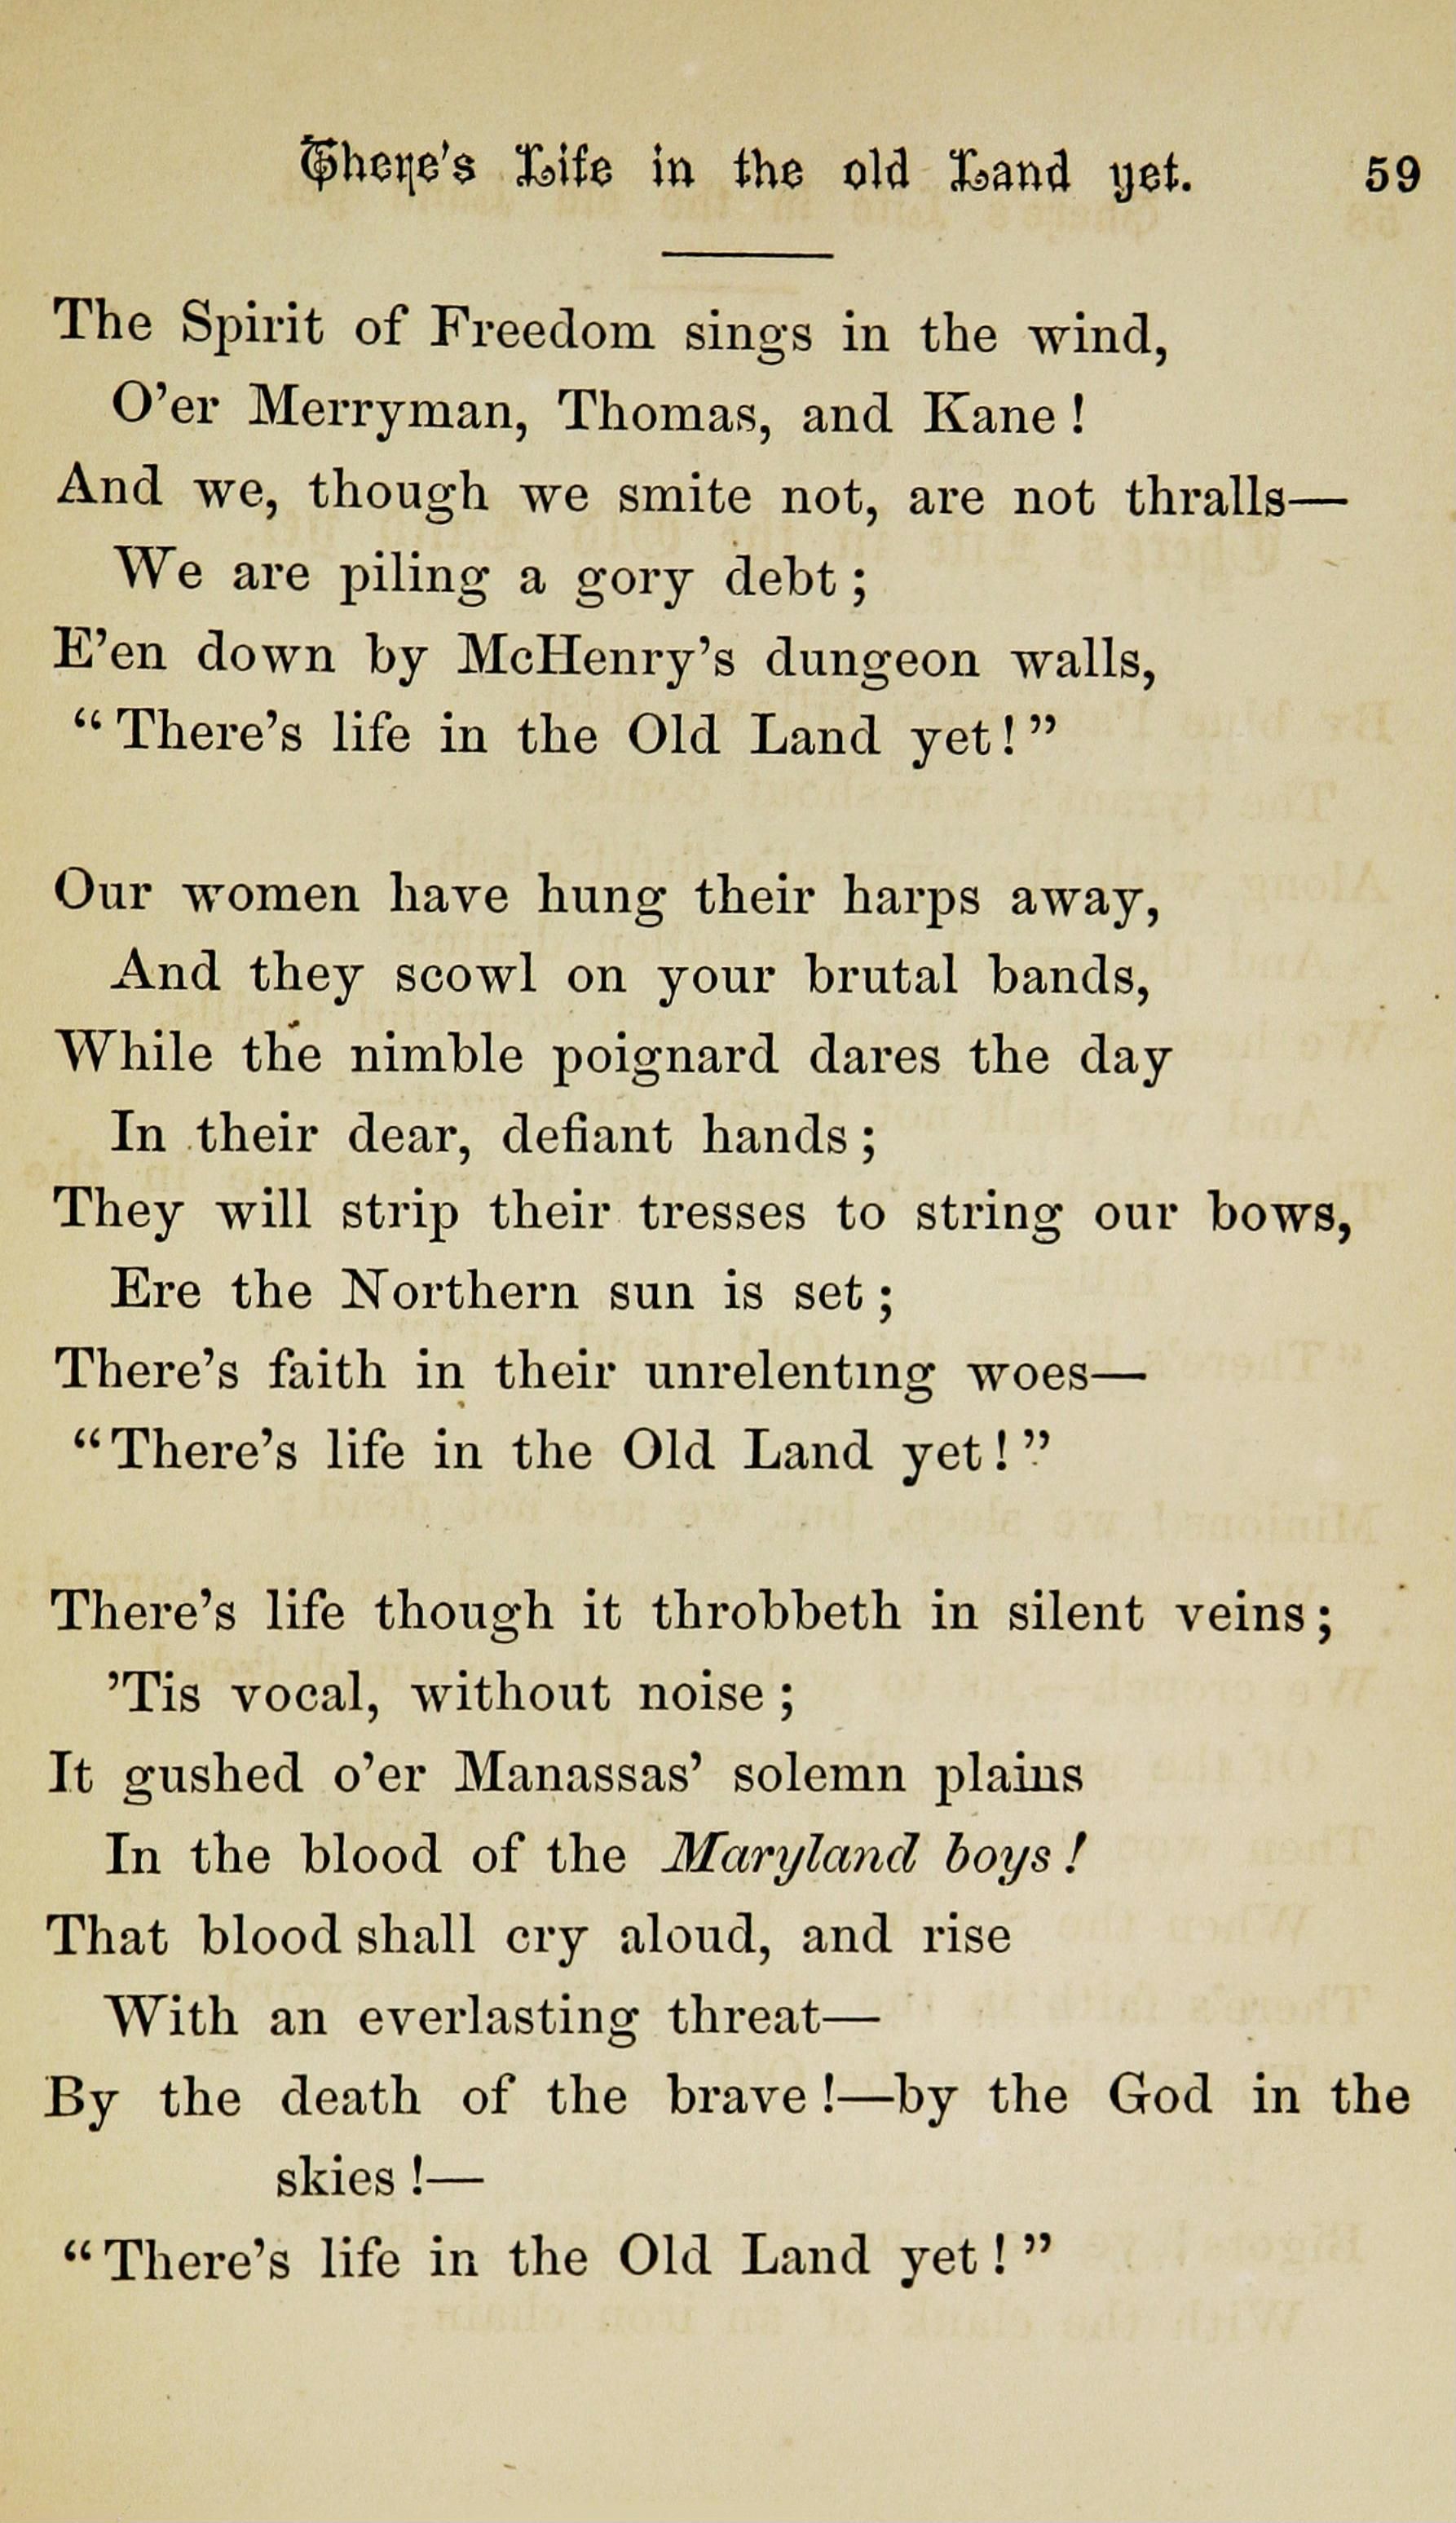 There's Life in the old Land yet. 59
The Spirit of Freedom sings in the wind,
O'er Merryman, Thomas, and Kane!
And we, though we smite not, are not thralls—
We are piling a gory debt;
E'en down by McHenry's dungeon walls,
"There's life in the Old Land yet!"
Our women have hung their harps away,
And they scowl on your brutal bands,
While the nimble poignard dares the day
In their dear, defiant hands;
They will strip their tresses to string our bows,
Ere the Northern sun is set;
There's faith in their unrelenting woes—
"There's life in the Old Land yet!"
There's life though it throbbeth in silent veins;
'Tis vocal, without noise;
It gushed o'er Manassas' solemn plains
In the blood of the Maryland boys!
That blood shall cry aloud, and rise
With an everlasting threat—
By the death of the brave!—by the God in the
skies!—
"There's life in the Old Land yet!"